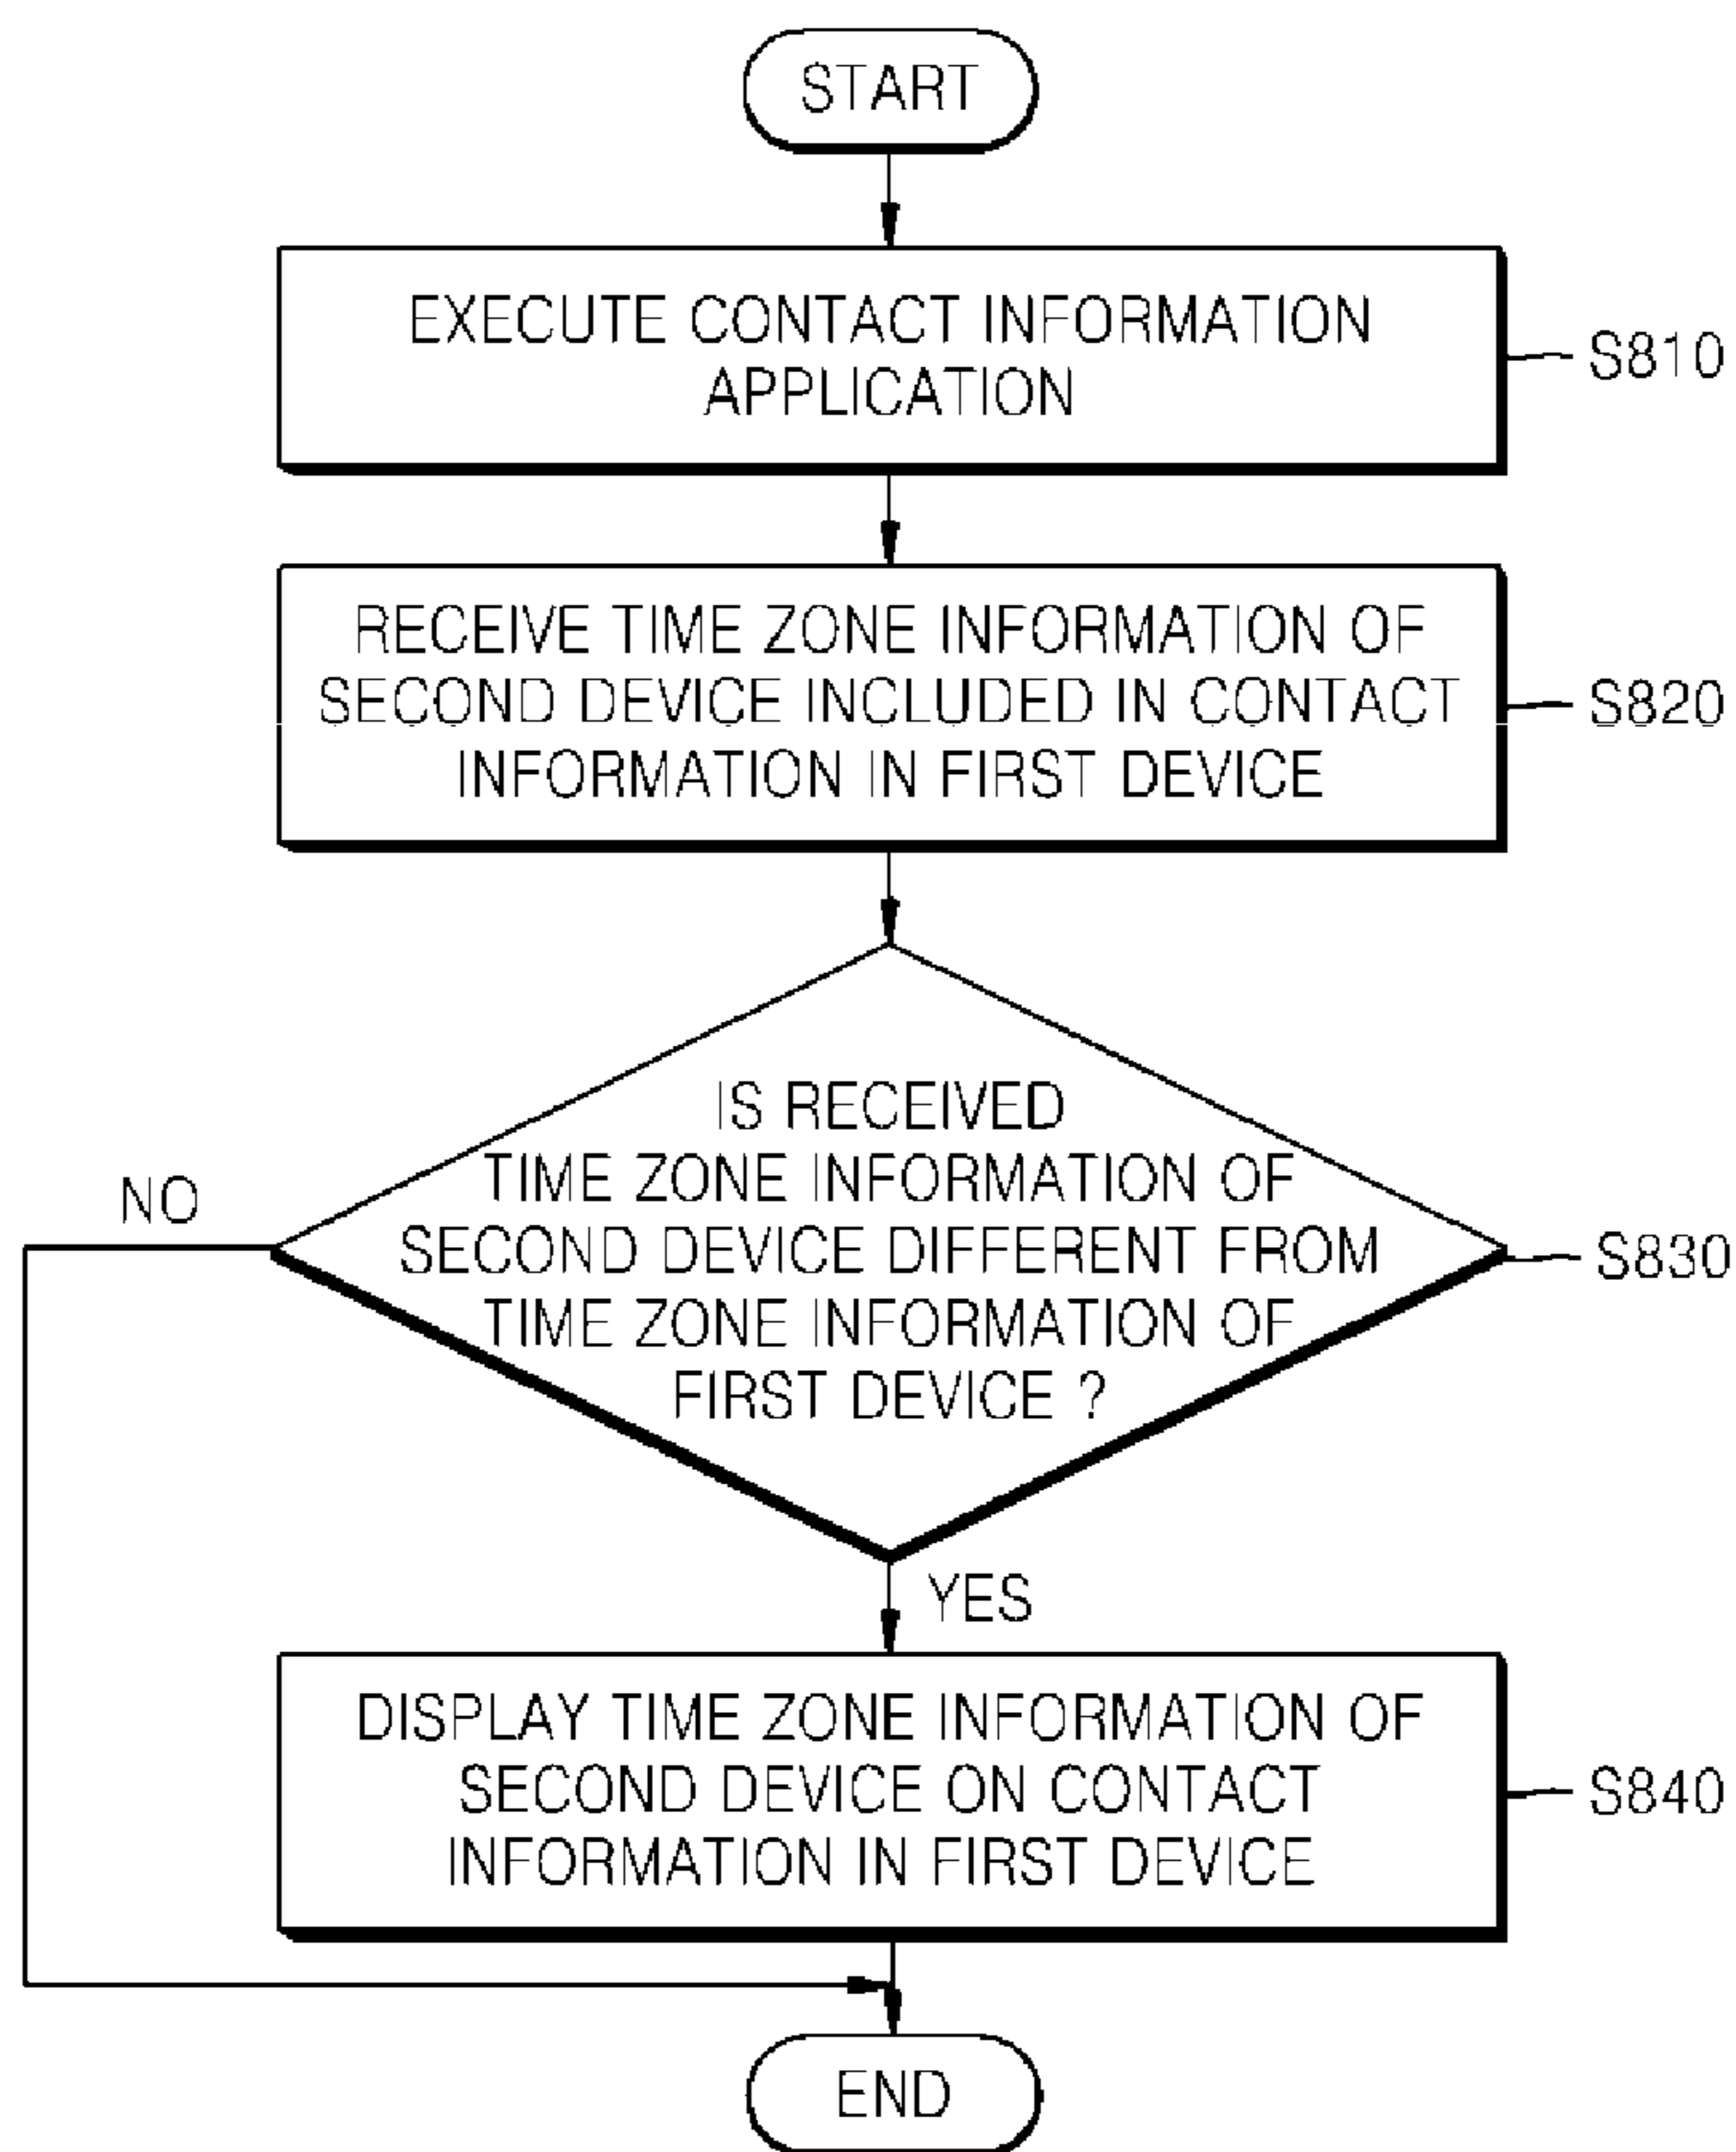 START
EXECUTE CONTACT INFORMATION
APPLICATION
S810
RECEIVE TIME ZONE INFORMATION OF
SECOND DEVICE INCLUDED IN CONTACT
INFORMATION IN FIRST DEVICE
S820
IS RECEIVED
TIME ZONE INFORMATION OF
SECOND DEVICE DIFFERENT FROM
TIME ZONE INFORMATION OF
FIRST DEVICE ?
S830
NO
YES
DISPLAY TIME ZONE INFORMATION OF
SECOND DEVICE ON CONTACT
INFORMATION IN FIRST DEVICE
S840
END